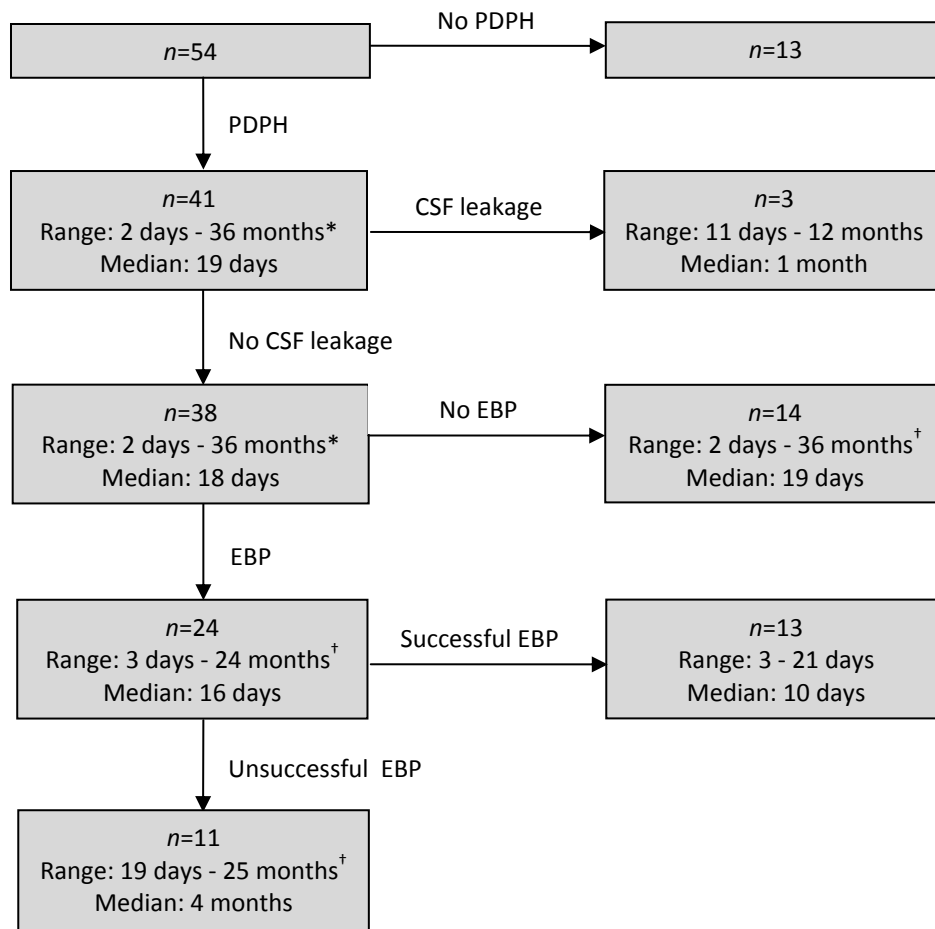 No PDPH
n=54
n=13
PDPH
n=41
Range: 2 days - 36 months*
Median: 19 days
CSF leakage
n=3
Range: 11 days - 12 months
Median: 1 month
No CSF leakage
n=38
Range: 2 days - 36 months*
Median: 18 days
No EBP
n=14
Range: 2 days - 36 months†
Median: 19 days
EBP
n=24
Range: 3 days - 24 months†
Median: 16 days
Successful EBP
n=13
Range: 3 - 21 days
Median: 10 days
Unsuccessful EBP
n=11
Range: 19 days - 25 months†
Median: 4 months